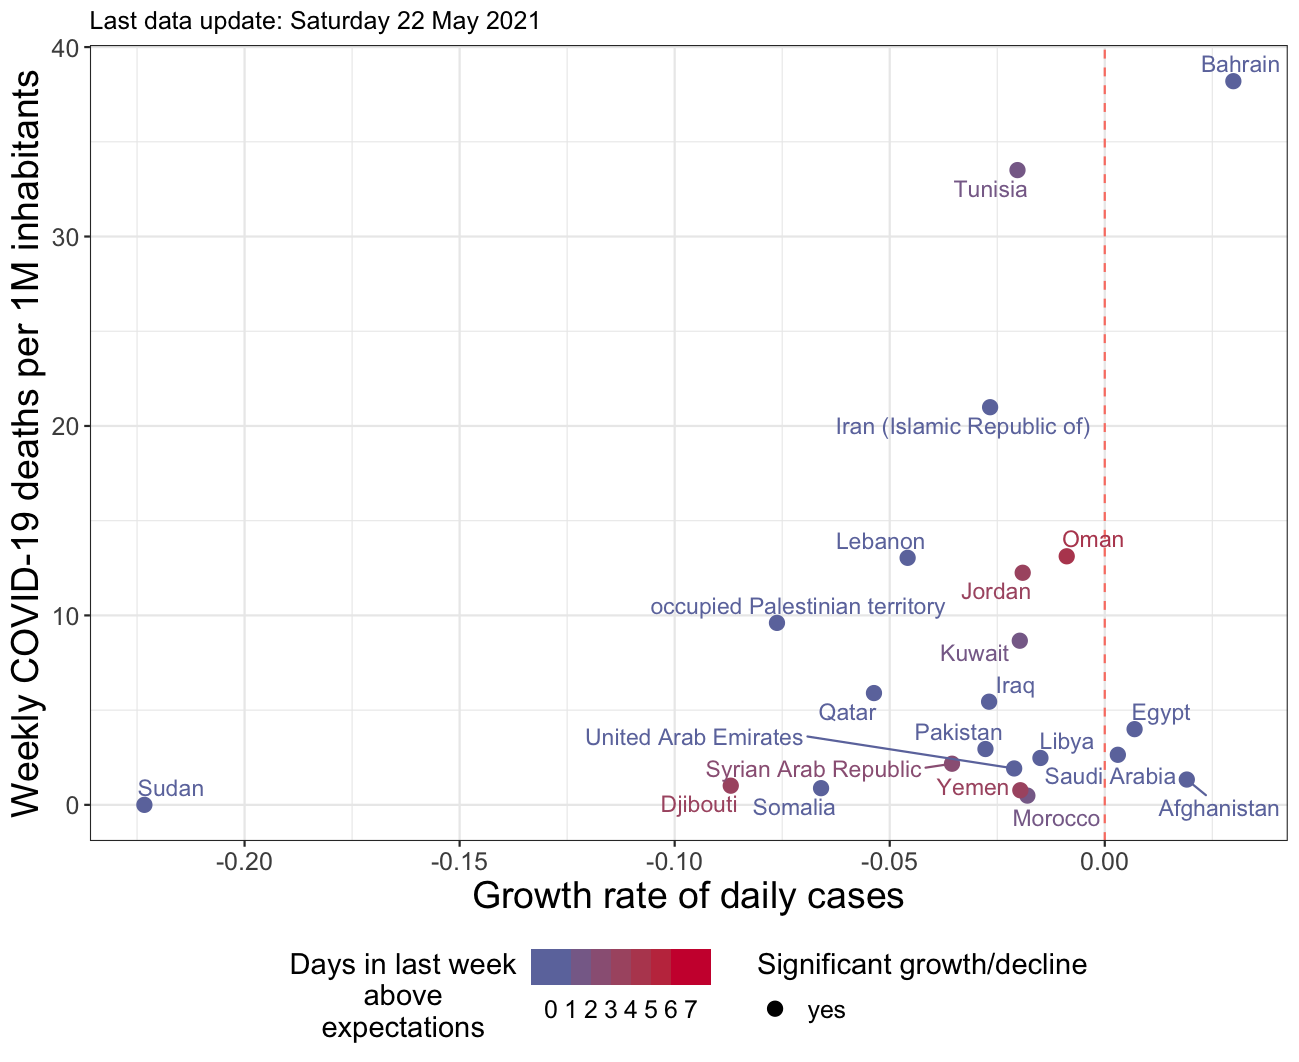 Last data update: Saturday 22 May 2021
Weekly COVID-19 deaths per 1M inhabitants
40
30
20
10
0
Bahrain
Tunisia
Iran (Islamic Republic of)
Lebanon
Oman
Jordan
occupied Palestinian territory
Kuwait
Iraq
Qatar
Egypt
Pakistan
United Arab Emirates
Libya
Syrian Arab Republic
Saudi Arabia
Sudan
Yemen
Djibouti
Somalia
Afghanistan
Morocco
-0.20 -0.15 -0.10 -0.05 0.00
Growth rate of daily cases
Days in last week
above
expectations
0 1 2 3 4 5 6 7
Significant growth/decline
yes